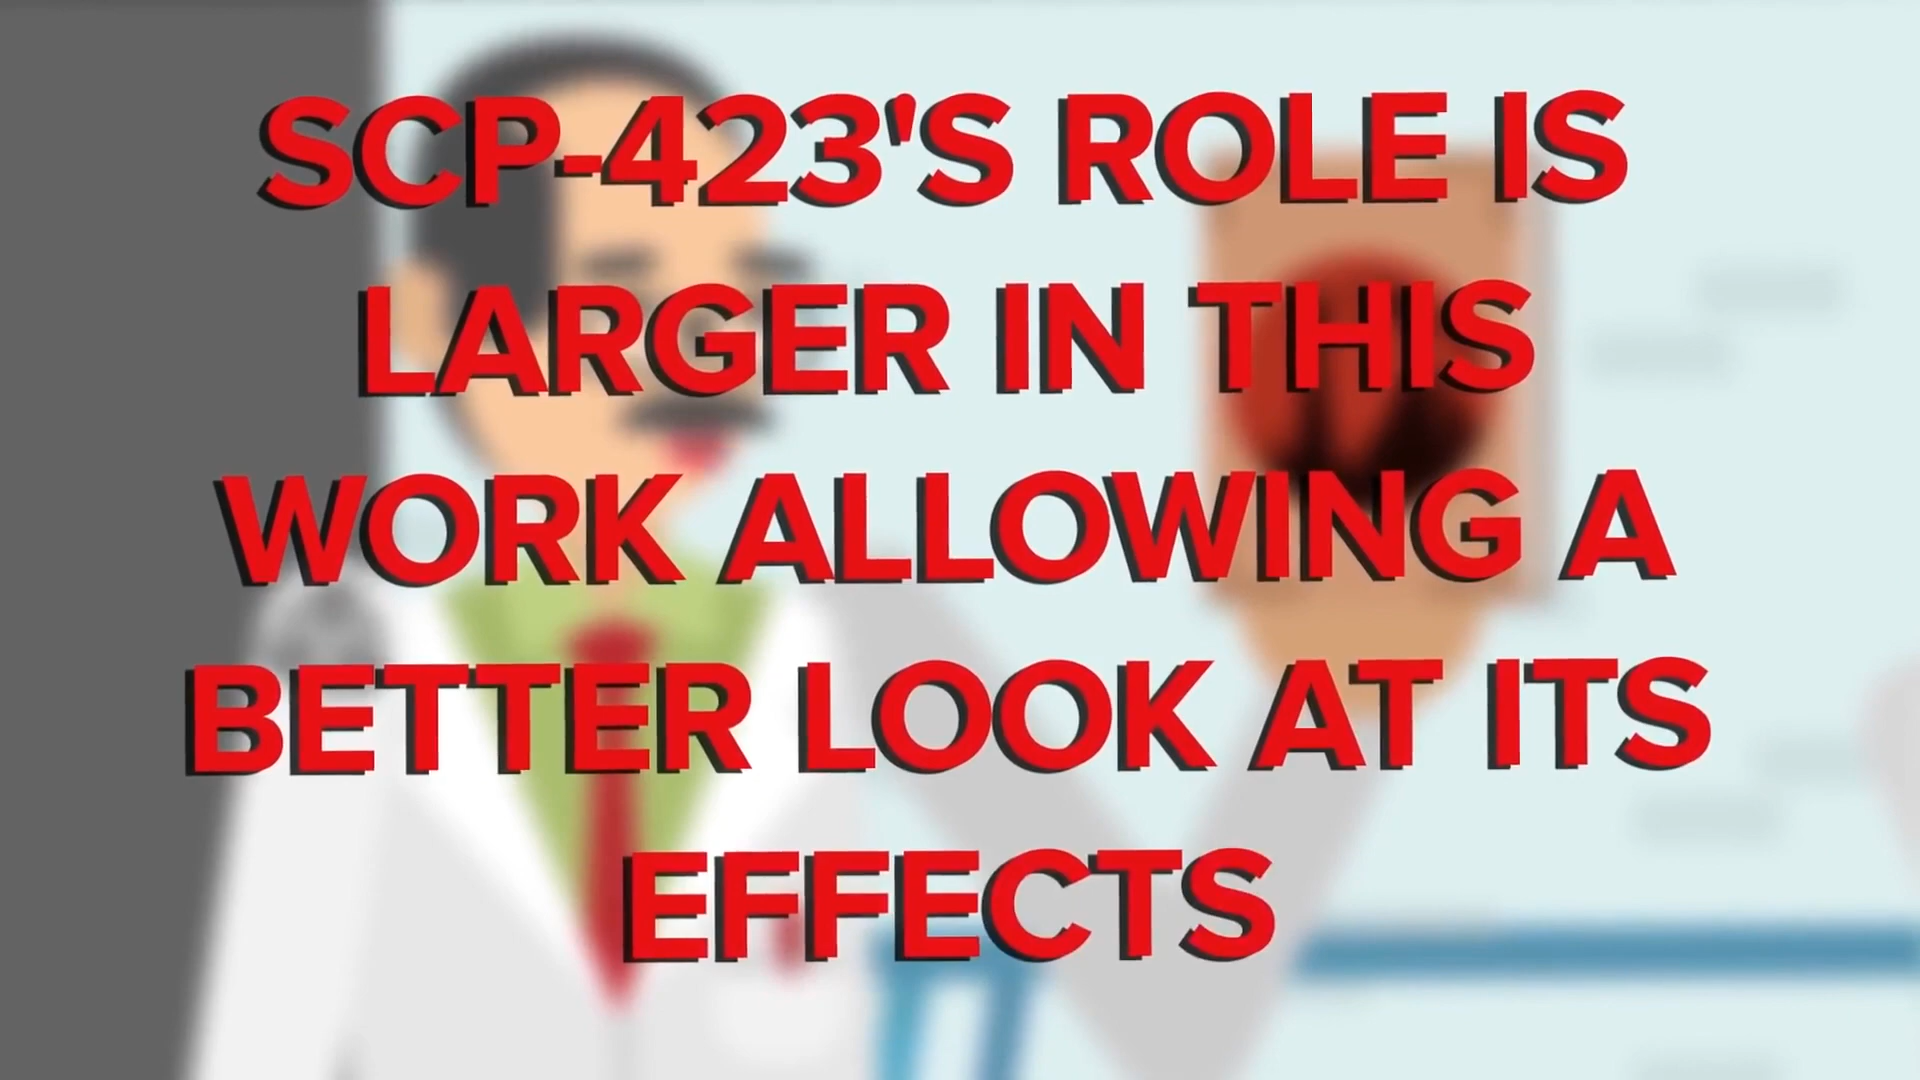 SCP-423'S ROLE IS
LARGER IN THIS
WORK ALLOWING A
BETTER LOOK AT ITS
EFFECTS